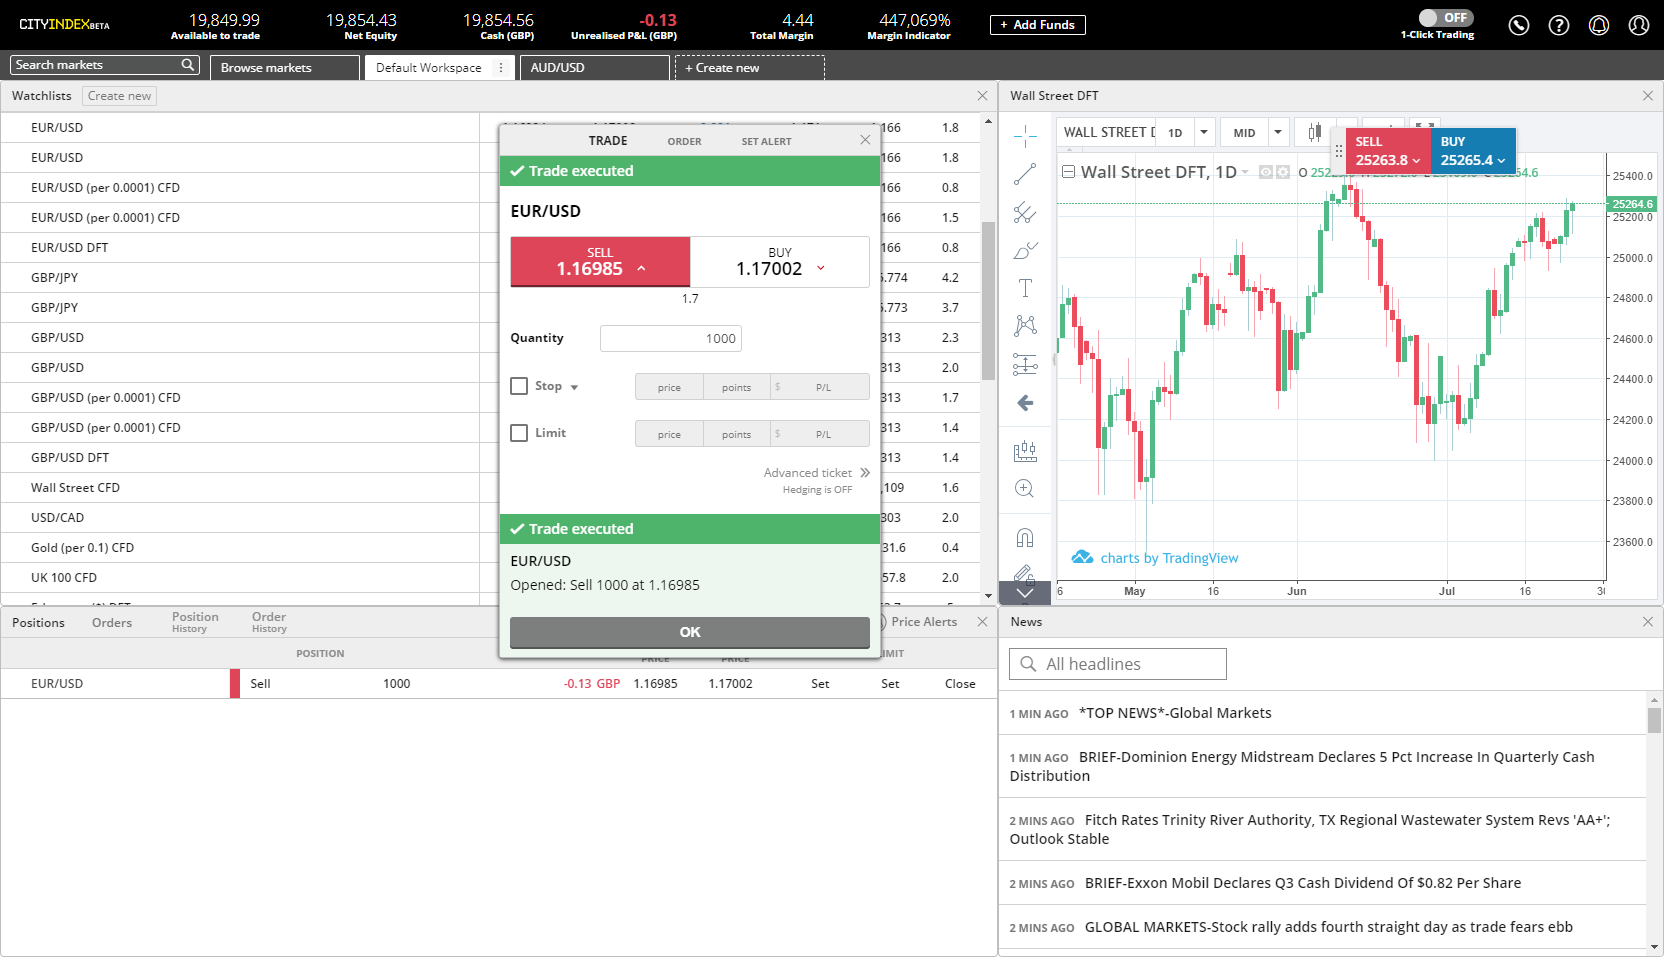 CITYINDEXBETA
19,849.99
Available to trade
19,854.43
Net Equity
19,854.56
Cash (GBP)
-0.13
Unrealised P&L (GBP)
4.44
Total Margin
447,069%
Margin Indicator
+ Add Funds
OFF
1-Click Trading
Search markets
Browse markets
Default Workspace
AUD/USD
+ Create new
Watchlists
Create new
EUR/USD 166 1.8
EUR/USD 166 1.8
EUR/USD (per 0.0001) CFD 166 0.8
EUR/USD (per 0.0001) CFD 166 1.5
EUR/USD DFT 166 0.8
GBP/JPY .774 4.2
GBP/JPY .773 3.7
GBP/USD 313 2.3
GBP/USD 313 2.0
GBP/USD (per 0.0001) CFD 313 1.7
GBP/USD (per 0.0001) CFD 313 1.4
GBP/USD DFT 313 1.4
Wall Street CFD ,109 1.6
USD/CAD 303 2.0
Gold (per 0.1) CFD 31.6 0.4
UK 100 CFD 57.8 2.0
TRADE ORDER SET ALERT
Trade executed
EUR/USD
SELL
1.16985
BUY
1.17002
1.7
Quantity 1000
Stop price points $ P/L
Limit price points $ P/L
Advanced ticket
Hedging is OFF
Trade executed
EUR/USD
Opened: Sell 1000 at 1.16985
OK
Wall Street DFT
WALL STREET D 1D MID
SELL
25263.8
BUY
25265.4
Wall Street DFT, 1D
25400.0
25264.6
25200.0
25000.0
24800.0
24600.0
24400.0
24200.0
24000.0
23800.0
23600.0
charts by TradingView
6 May 16 Jun Jul 16
Positions
Orders
Position
History
Order
History
Price Alerts
POSITION
PRICE
PRICE
IMIT
EUR/USD Sell 1000 -0.13 GBP 1.16985 1.17002 Set Set Close
News
All headlines
1 MIN AGO *TOP NEWS*-Global Markets
1 MIN AGO BRIEF-Dominion Energy Midstream Declares 5 Pct Increase In Quarterly Cash
Distribution
2 MINS AGO Fitch Rates Trinity River Authority, TX Regional Wastewater System Revs 'AA+';
Outlook Stable
2 MINS AGO BRIEF-Exxon Mobil Declares Q3 Cash Dividend Of $0.82 Per Share
2 MINS AGO GLOBAL MARKETS-Stock rally adds fourth straight day as trade fears ebb